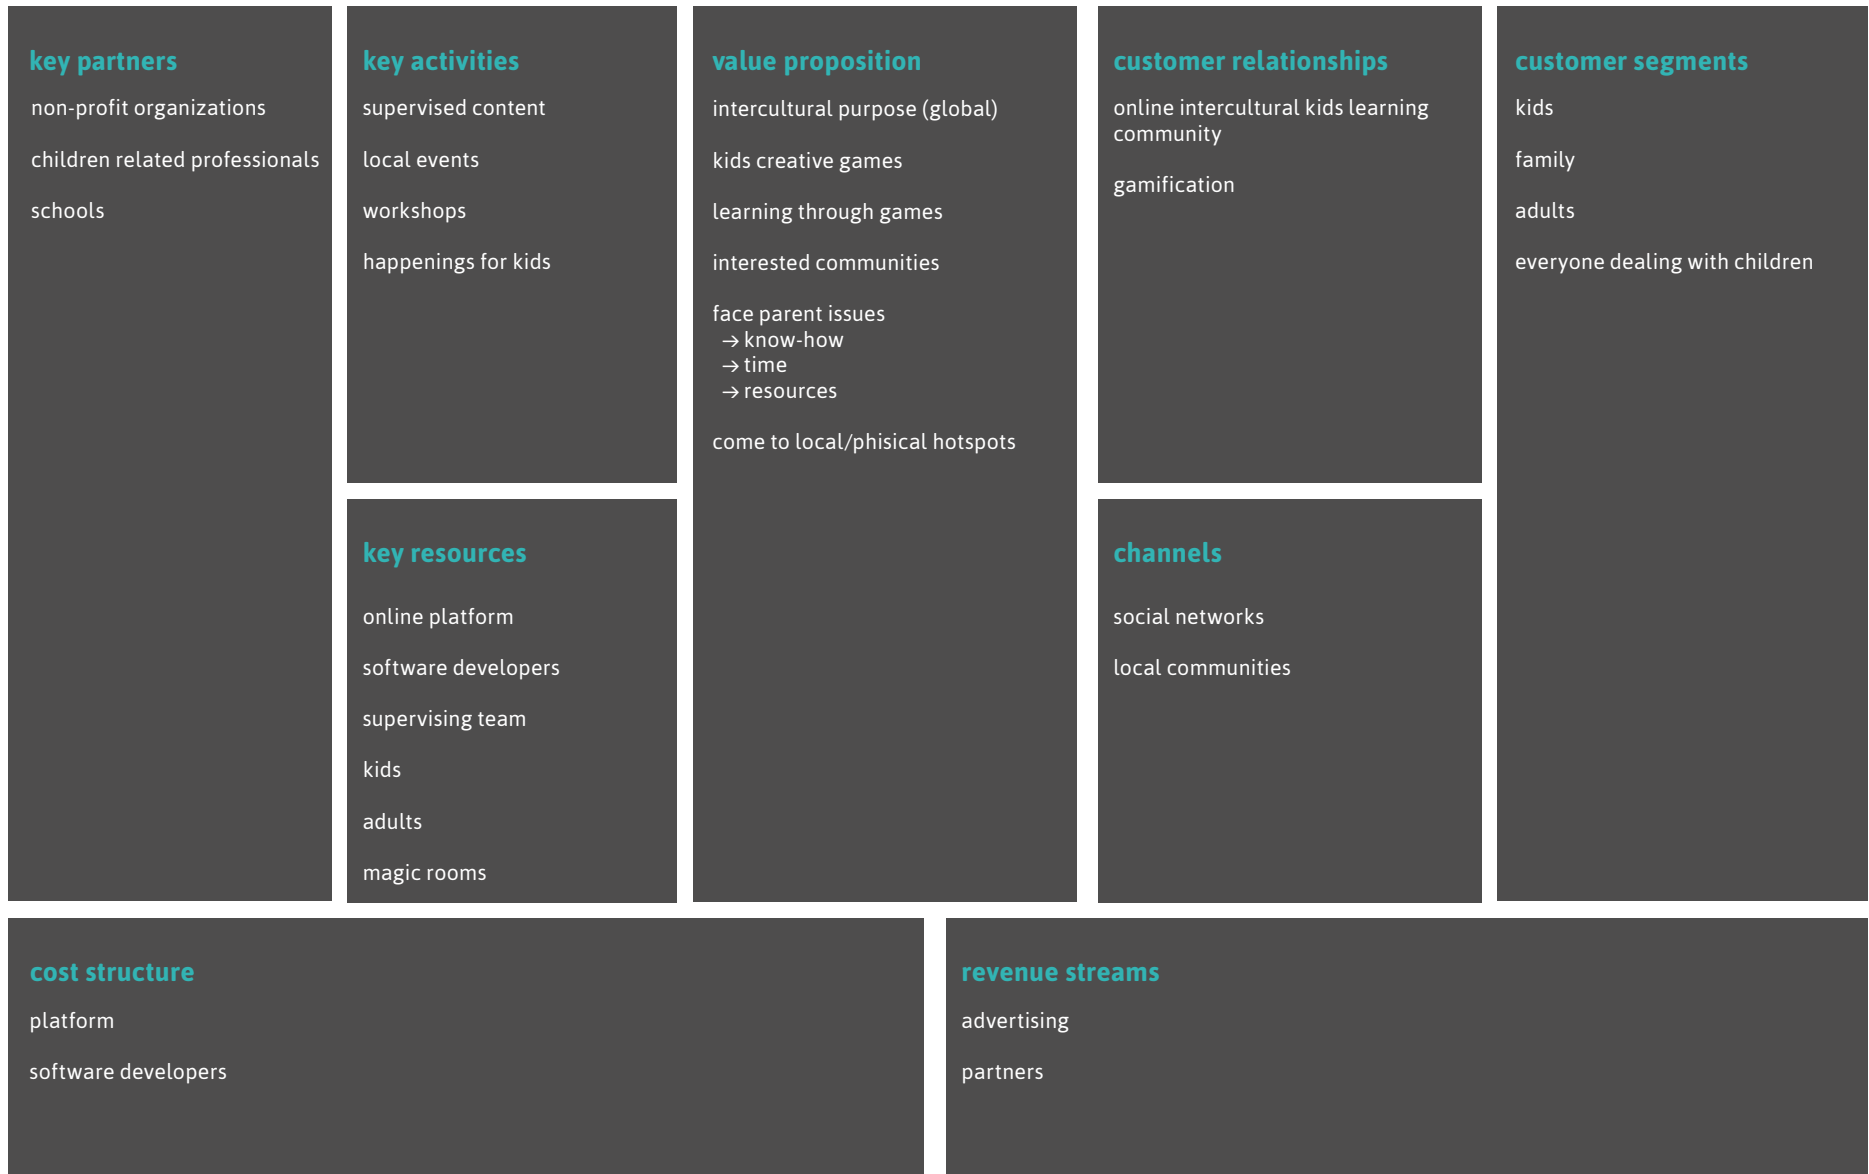 key partners
non-profit organizations
children related professionals
schools
key activities
supervised content
local events
workshops
happenings for kids
key resources
online platform
software developers
supervising team
kids
adults
magic rooms
value proposition
intercultural purpose (global)
kids creative games
learning through games
interested communities
face parent issues
→ know-how
→ time
→ resources
come to local/phisical hotspots
customer relationships
online intercultural kids learning
community
gamification
channels
social networks
local communities
customer segments
kids
family
adults
everyone dealing with children
cost structure
platform
software developers
revenue streams
advertising
partners